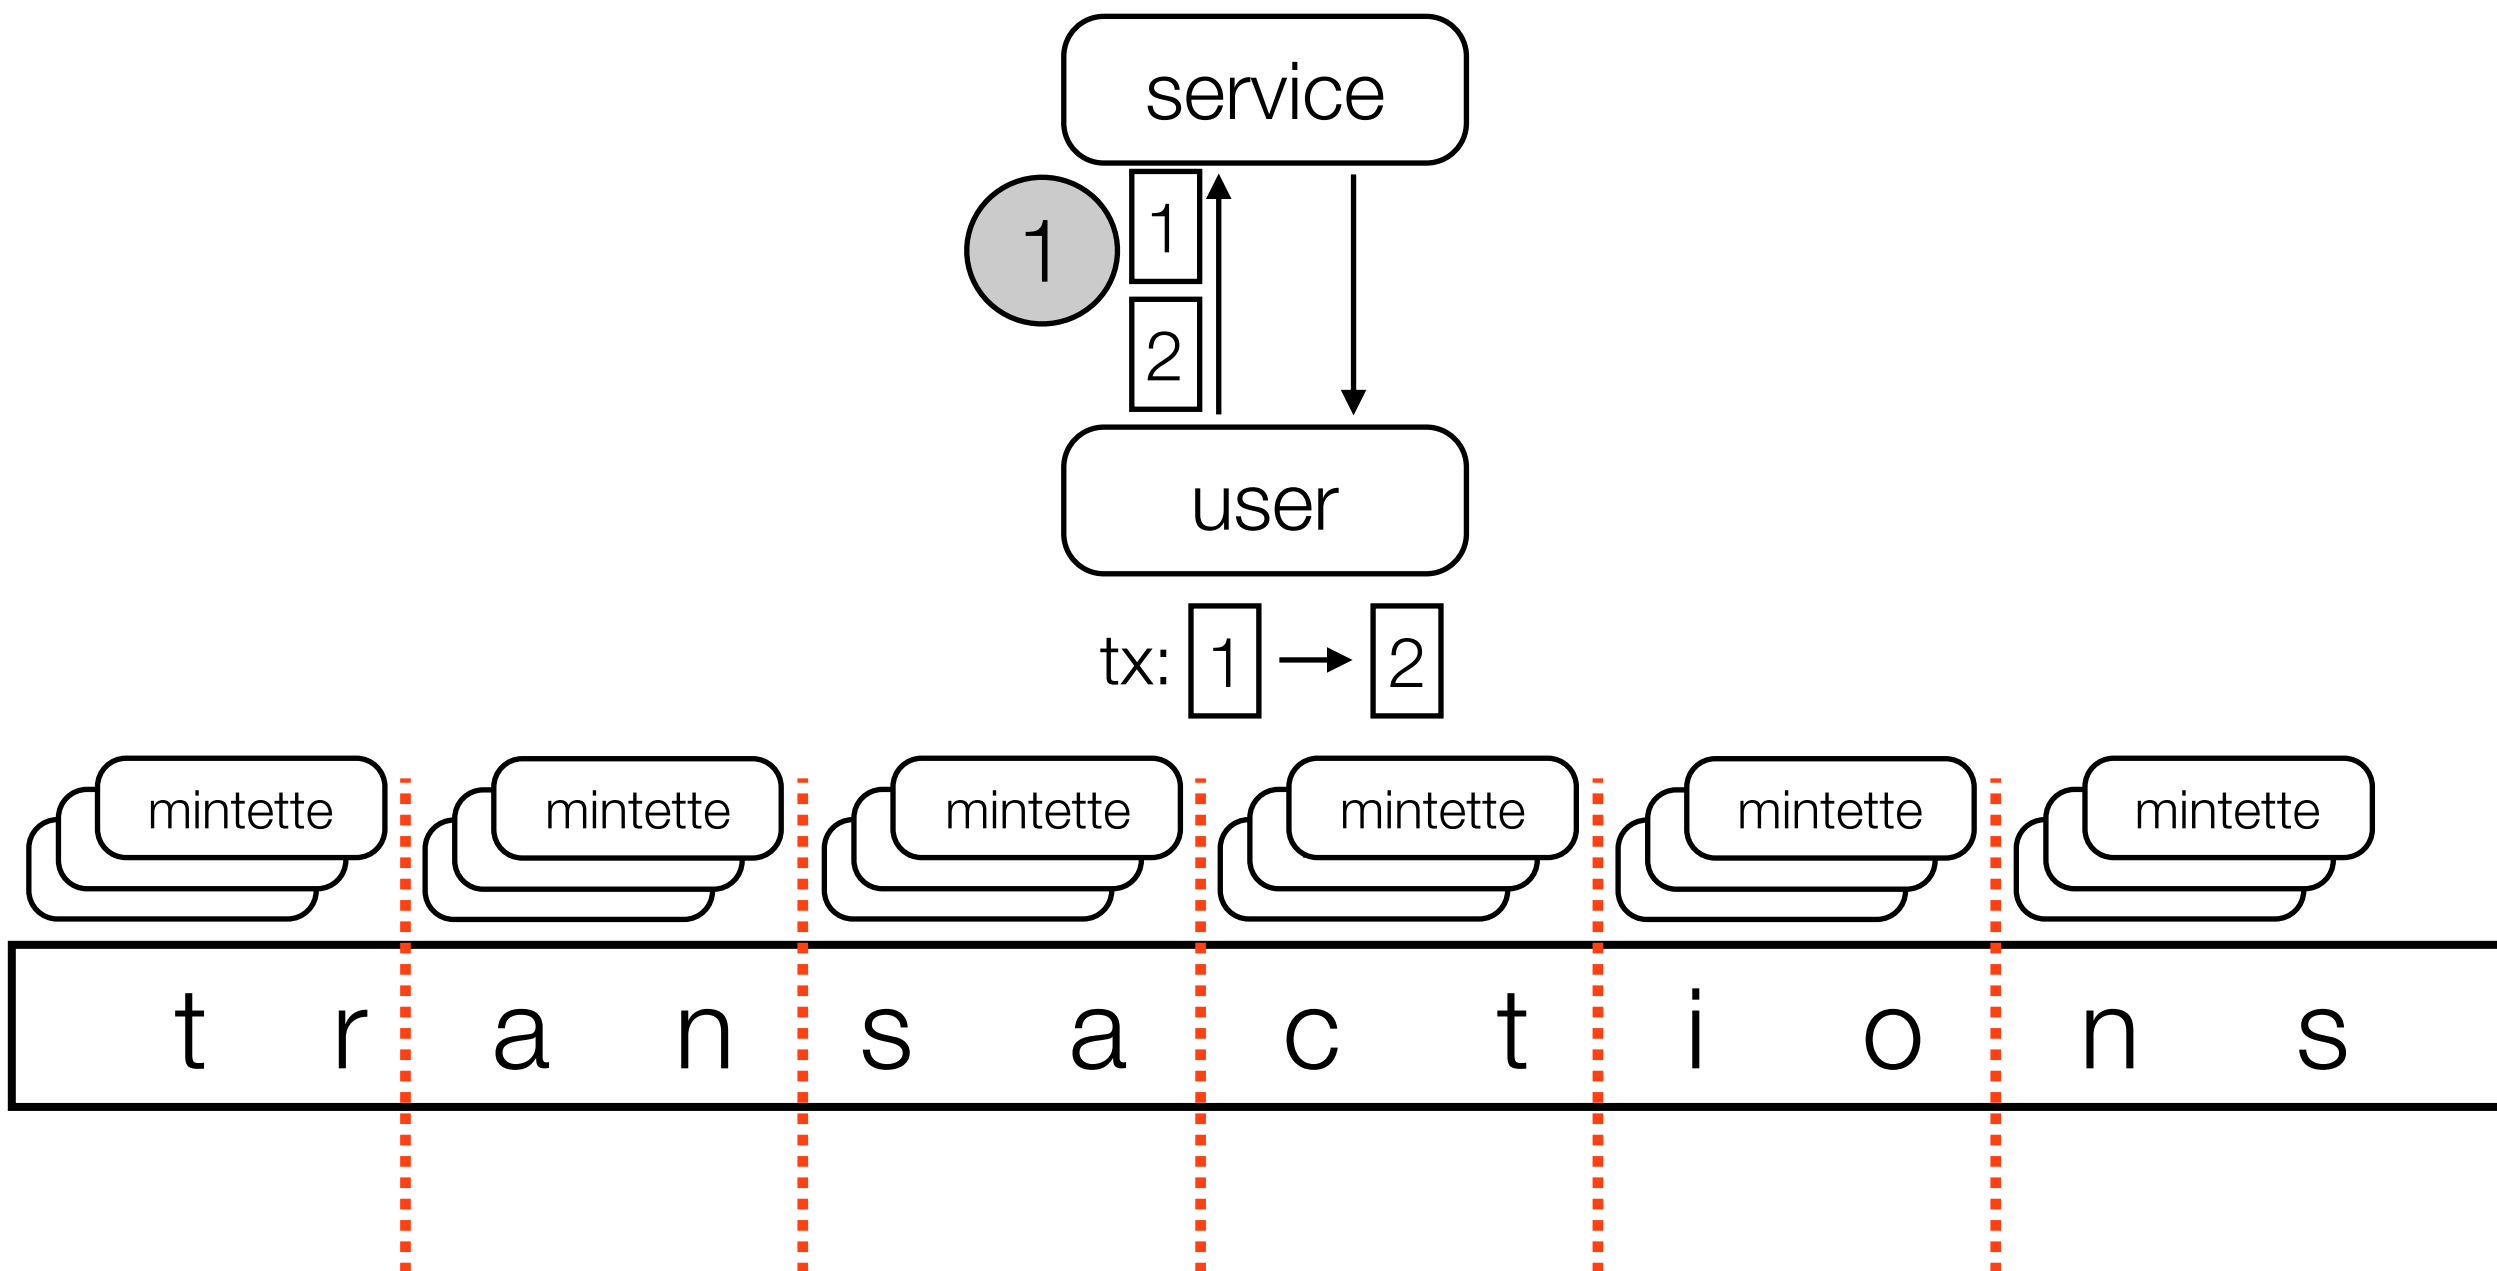 service
1
1
2
user
tx: 1 2
mintette mintette mintette mintette mintette mintette
t r a n s a c t i o n s